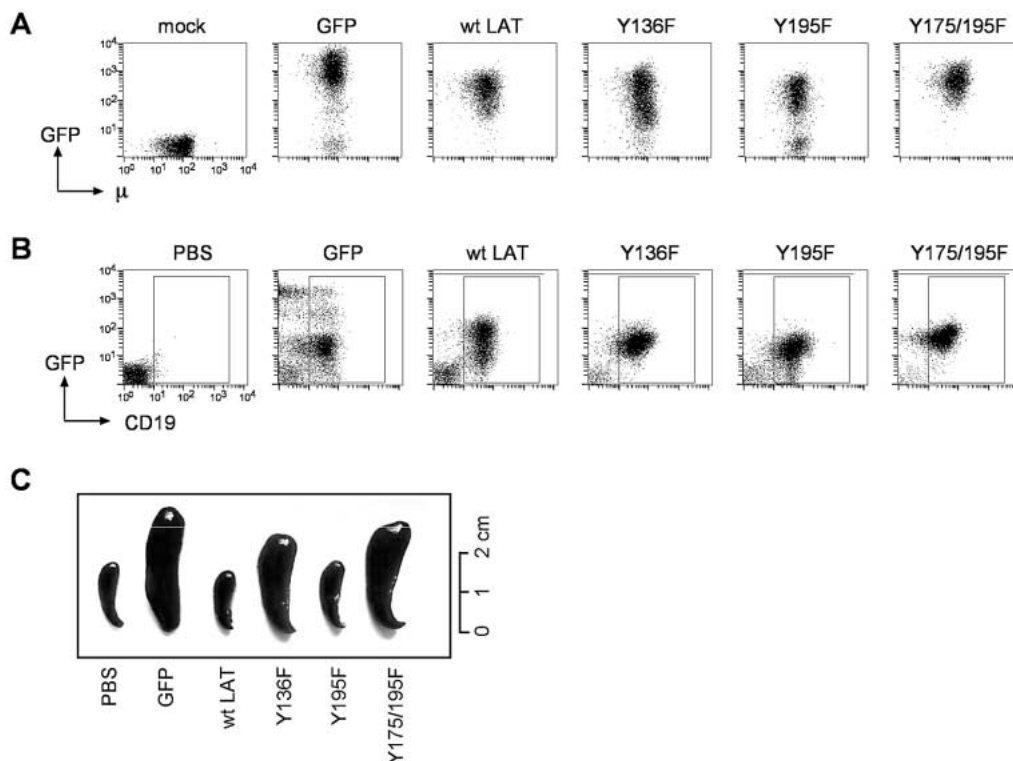 A
mock GFP wt LAT Y136F Y195F Y175/195F
10⁴
10³
10²
10¹
GFP
10⁰ 10¹ 10² 10³ 10⁴
μ
B
PBS GFP wt LAT Y136F Y195F Y175/195F
10⁴
10³
10²
10¹
GFP
10⁰ 10¹ 10² 10³ 10⁴
CD19
C
2 cm
1
0
PBS
GFP
wt LAT
Y136F
Y195F
Y175/195F